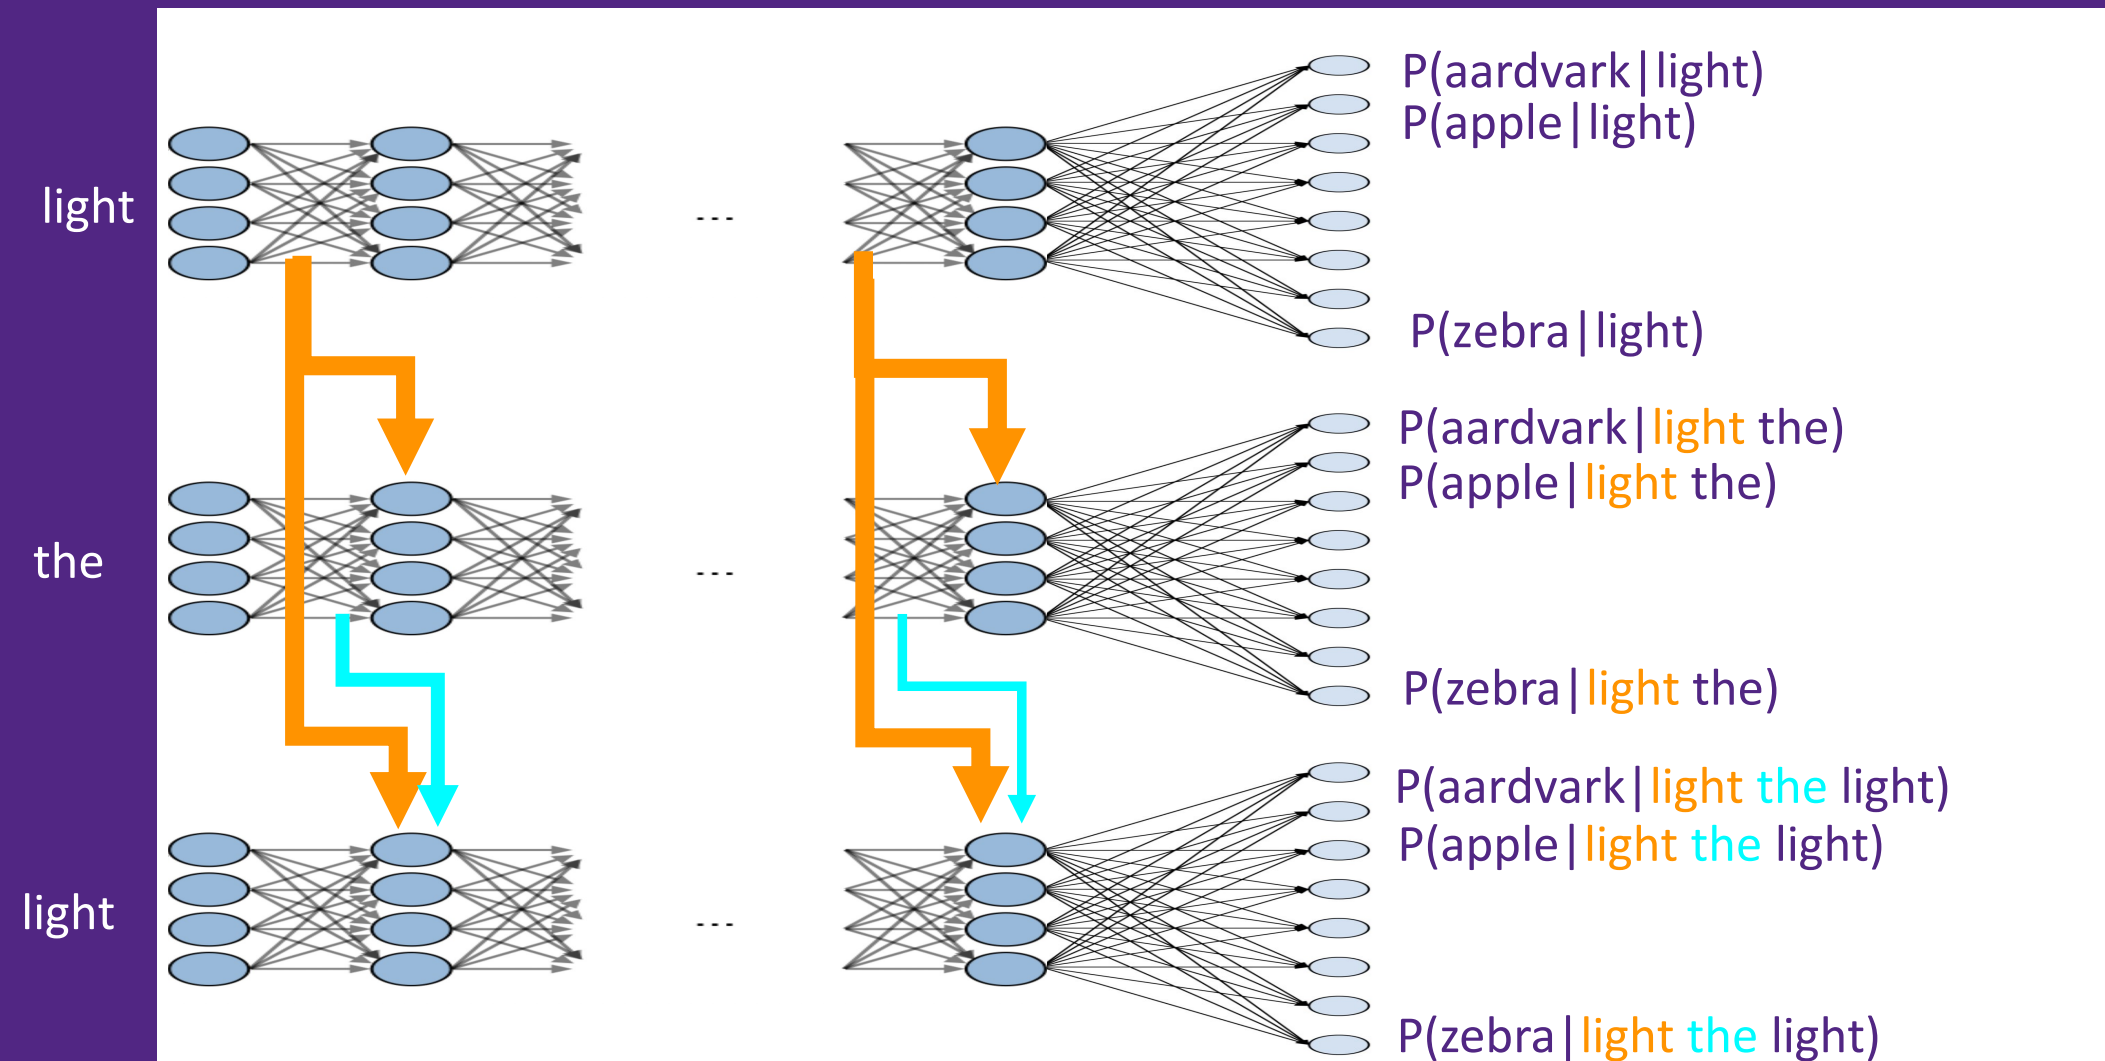 P(aardvark|light)
P(apple|light)
light
...
P(zebra|light)
P(aardvark|light the)
P(apple|light the)
the
...
P(zebra|light the)
P(aardvark|light the light)
P(apple|light the light)
light
...
P(zebra|light the light)